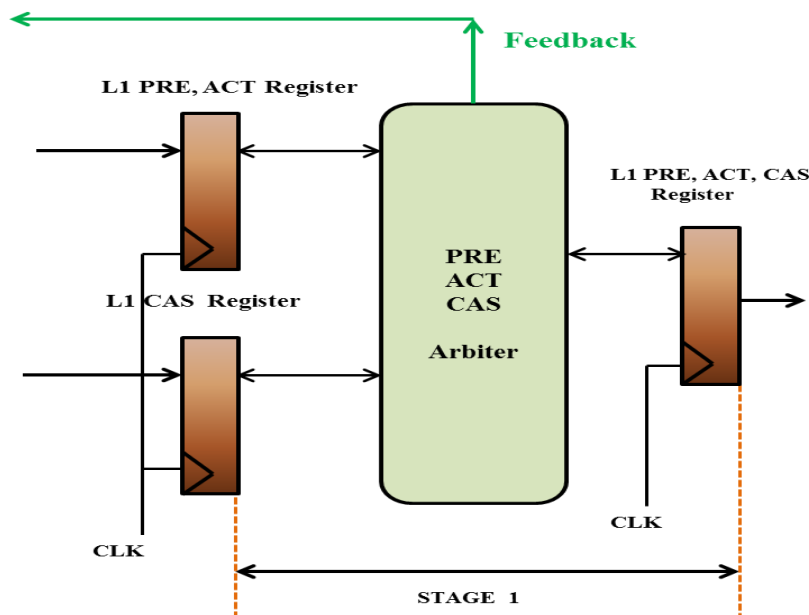 Feedback
L1 PRE, ACT Register
L1 PRE, ACT, CAS
Register
PRE
ACT
CAS
Arbiter
L1 CAS Register
CLK
CLK
STAGE 1